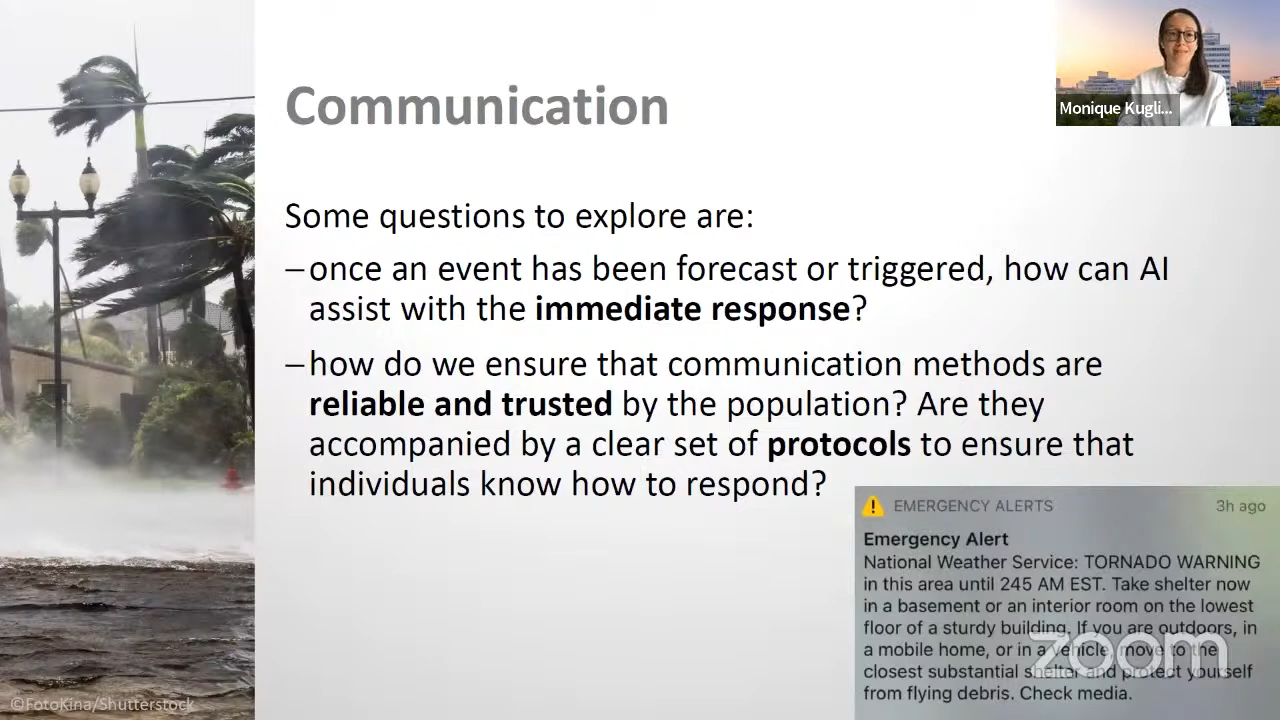 Communication
Monique Kugli...
Some questions to explore are:
–once an event has been forecast or triggered, how can AI
assist with the immediate response?
–how do we ensure that communication methods are
reliable and trusted by the population? Are they
accompanied by a clear set of protocols to ensure that
individuals know how to respond?
EMERGENCY ALERTS 3h ago
Emergency Alert
National Weather Service: TORNADO WARNING
in this area until 245 AM EST. Take shelter now
in a basement or an interior room on the lowest
floor of a sturdy building. If you are outdoors, in
a mobile home, or in a vehicle, move to the
closest substantial shelter and protect yourself
from flying debris. Check media.
zoom
©FotoKina/Shutterstock